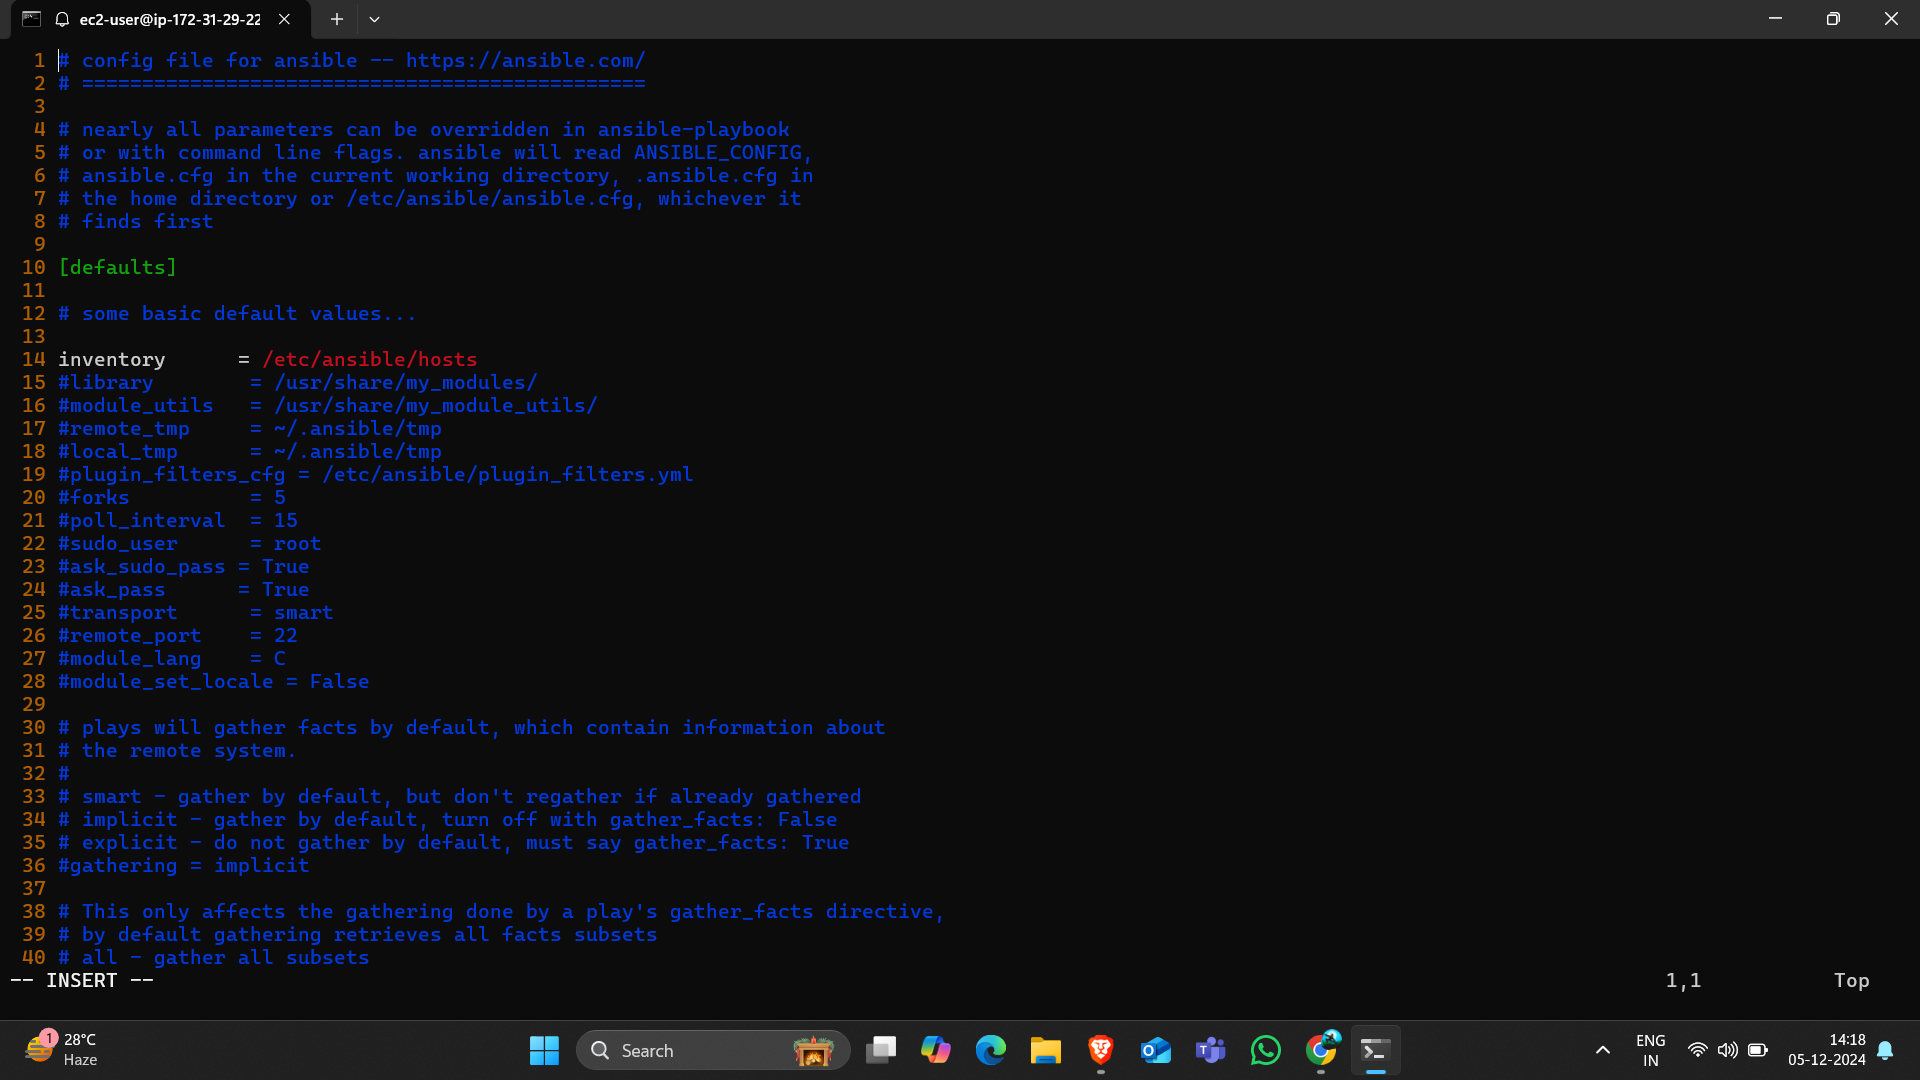 ec2-user@ip-172-31-29-22
1 # config file for ansible -- https://ansible.com/
2 # ===============================================
3
4 # nearly all parameters can be overridden in ansible-playbook
5 # or with command line flags. ansible will read ANSIBLE_CONFIG,
6 # ansible.cfg in the current working directory, .ansible.cfg in
7 # the home directory or /etc/ansible/ansible.cfg, whichever it
8 # finds first
9
10 [defaults]
11
12 # some basic default values...
13
14 inventory      = /etc/ansible/hosts
15 #library        = /usr/share/my_modules/
16 #module_utils   = /usr/share/my_module_utils/
17 #remote_tmp     = ~/.ansible/tmp
18 #local_tmp      = ~/.ansible/tmp
19 #plugin_filters_cfg = /etc/ansible/plugin_filters.yml
20 #forks          = 5
21 #poll_interval  = 15
22 #sudo_user      = root
23 #ask_sudo_pass = True
24 #ask_pass      = True
25 #transport      = smart
26 #remote_port    = 22
27 #module_lang    = C
28 #module_set_locale = False
29
30 # plays will gather facts by default, which contain information about
31 # the remote system.
32 #
33 # smart - gather by default, but don't regather if already gathered
34 # implicit - gather by default, turn off with gather_facts: False
35 # explicit - do not gather by default, must say gather_facts: True
36 #gathering = implicit
37
38 # This only affects the gathering done by a play's gather_facts directive,
39 # by default gathering retrieves all facts subsets
40 # all - gather all subsets
-- INSERT -- 1,1 Top
1 28°C
Haze
Search
ENG
IN
14:18
05-12-2024